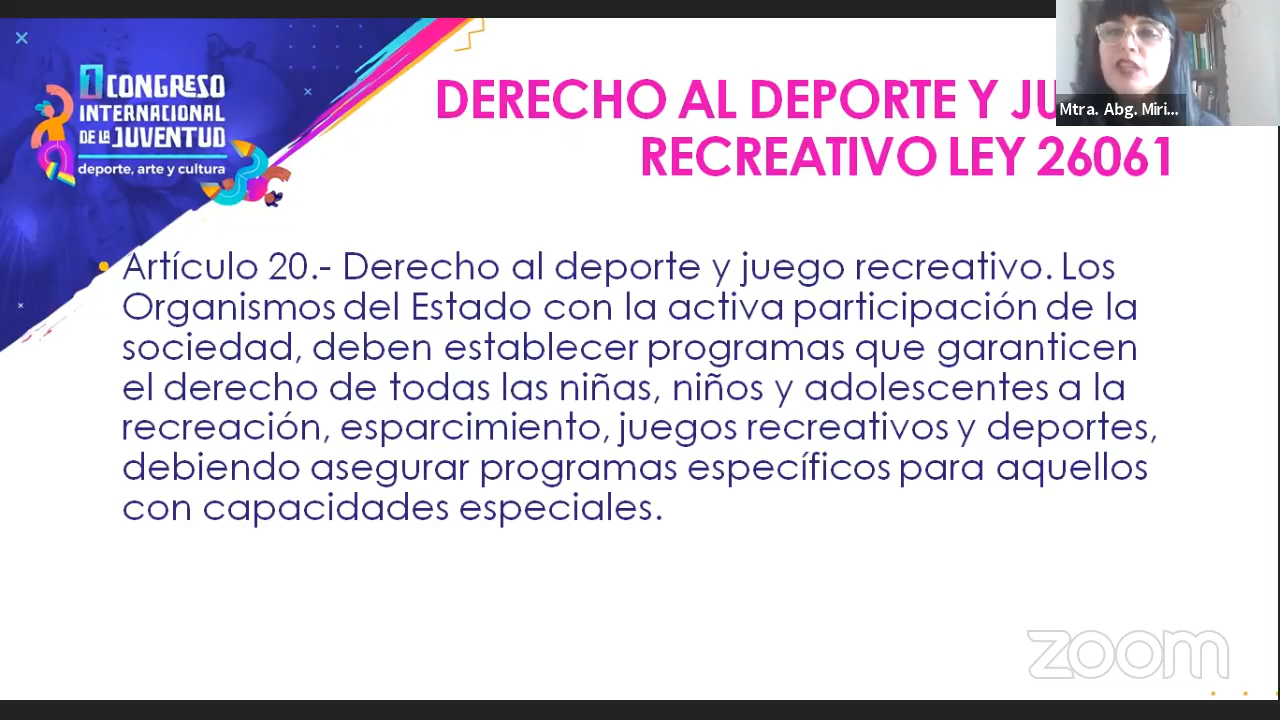 1 CONGRESO
INTERNACIONAL
DE LA JUVENTUD
deporte, arte y cultura
DERECHO AL DEPORTE Y
RECREATIVO LEY 26061
Mtra. Abg. Miri...
• Artículo 20.- Derecho al deporte y juego recreativo. Los
Organismos del Estado con la activa participación de la
sociedad, deben establecer programas que garanticen
el derecho de todas las niñas, niños y adolescentes a la
recreación, esparcimiento, juegos recreativos y deportes,
debiendo asegurar programas específicos para aquellos
con capacidades especiales.
zoom